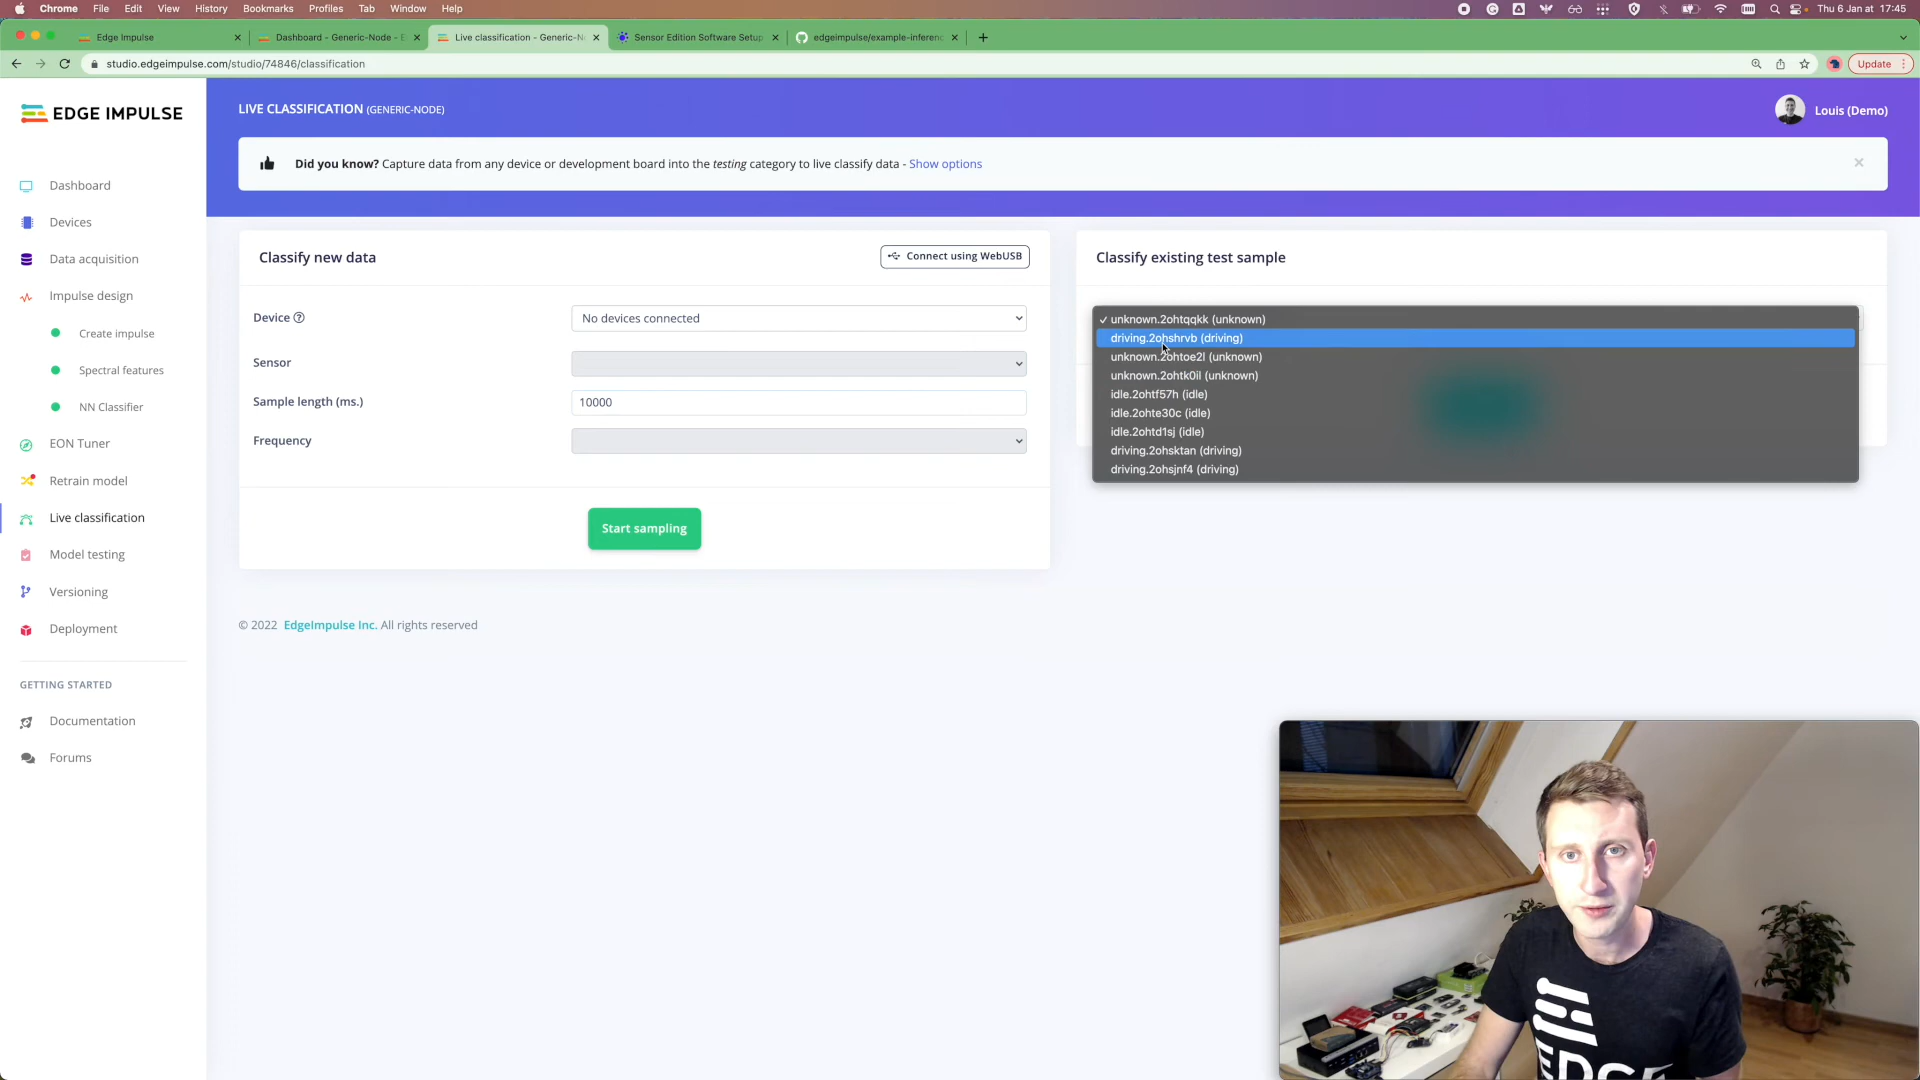 Chrome File Edit View History Bookmarks Profiles Tab Window Help Thu 6 Jan at 17:45
Edge Impulse Dashboard - Generic-Node - E Live classification - Generic-N Sensor Edition Software Setup edgeimpulse/example-inferenc
studio.edgeimpulse.com/studio/74846/classification Update
EDGE IMPULSE
LIVE CLASSIFICATION (GENERIC-NODE)
Louis (Demo)
Did you know? Capture data from any device or development board into the testing category to live classify data - Show options
Dashboard
Devices
Data acquisition
Impulse design
Create impulse
Spectral features
NN Classifier
EON Tuner
Retrain model
Live classification
Model testing
Versioning
Deployment
GETTING STARTED
Documentation
Forums
Classify new data
Connect using WebUSB
Device
No devices connected
Sensor
Sample length (ms.)
10000
Frequency
Start sampling
Classify existing test sample
unknown.2ohtqqkk (unknown)
driving.2ohshrvb (driving)
unknown.2ohtoe2l (unknown)
unknown.2ohtk0il (unknown)
idle.2ohtf57h (idle)
idle.2ohte30c (idle)
idle.2ohtd1sj (idle)
driving.2ohsktan (driving)
driving.2ohsjnf4 (driving)
© 2022 EdgeImpulse Inc. All rights reserved
EDGE